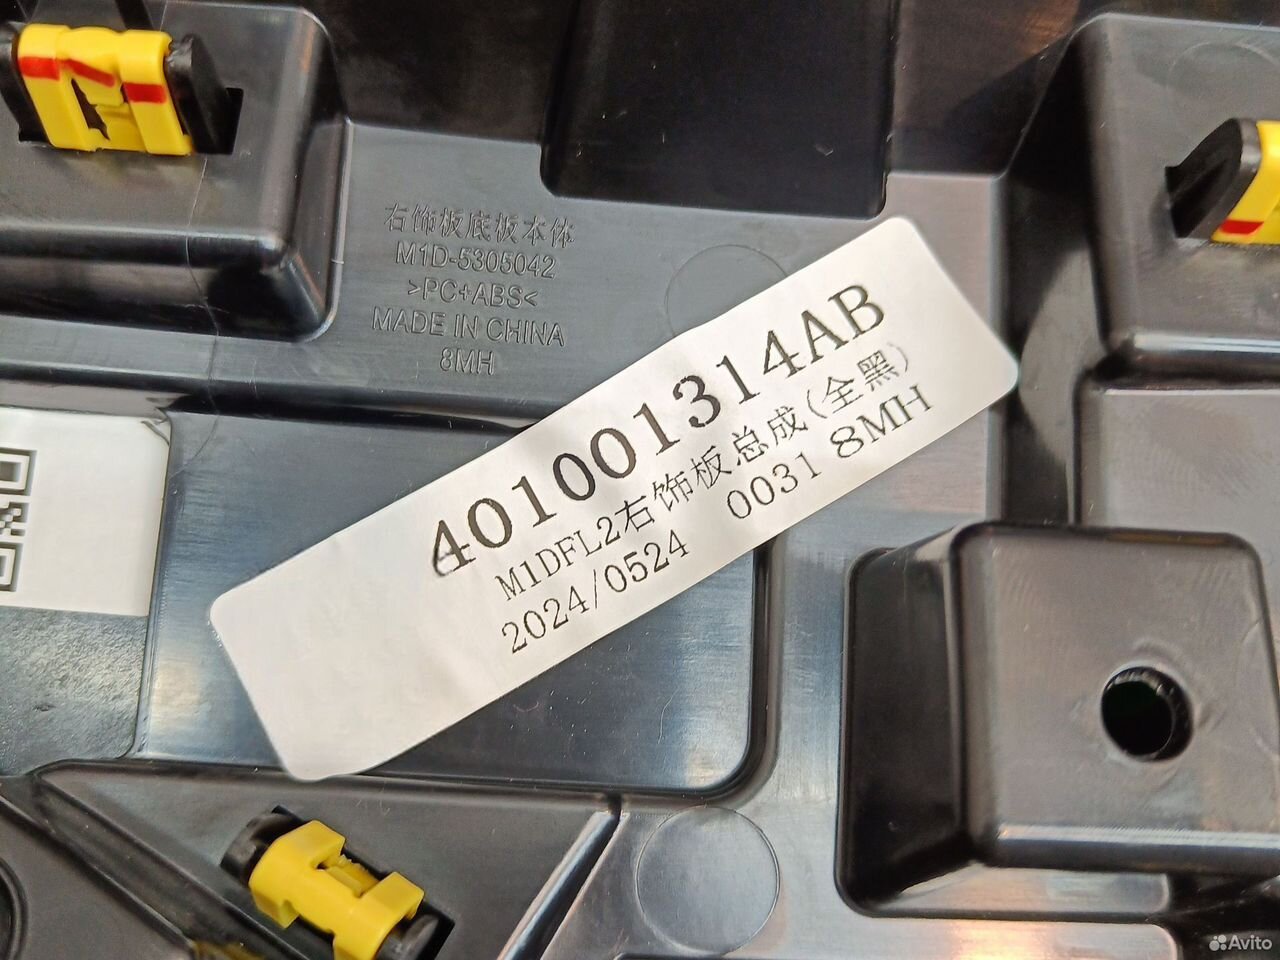 右饰板底板本体
M1D-5305042
>PC+ABS<
MADE IN CHINA
8MH
401001314AB
M1DFL2右饰板总成(全黑)
2024/0524 0031 8MH
Avito